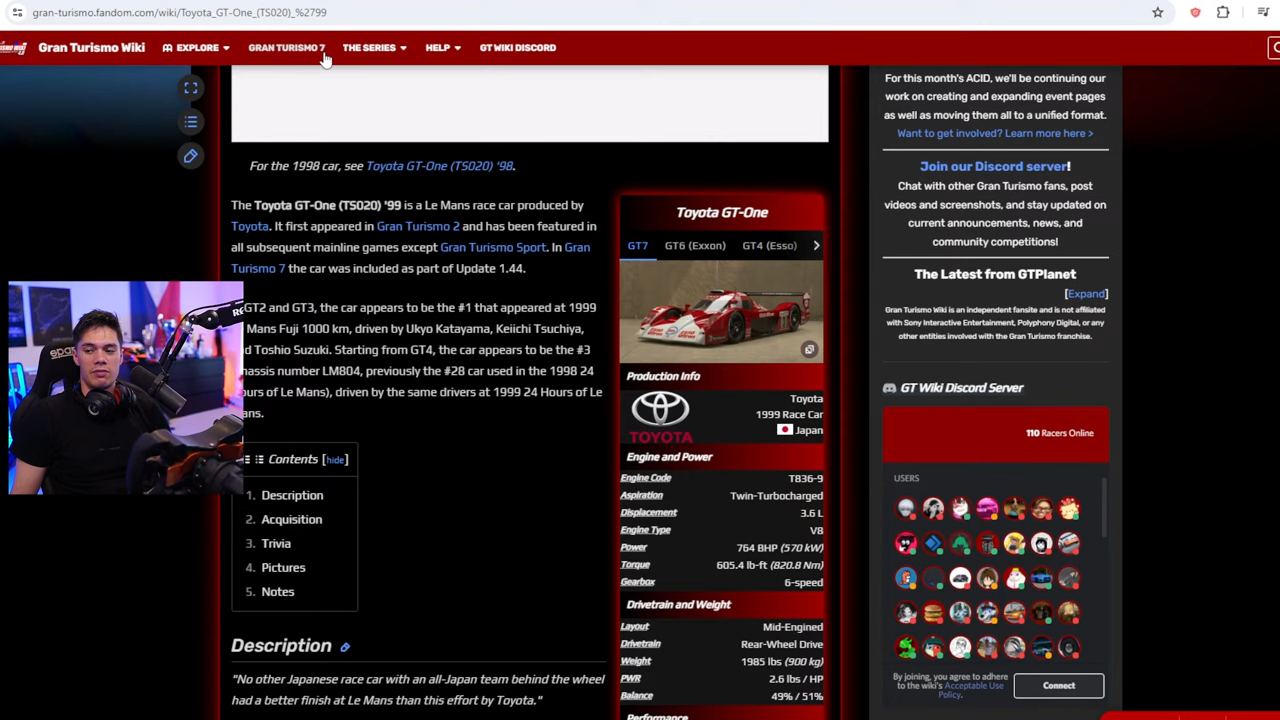 gran-turismo.fandom.com/wiki/Toyota_GT-One_(TS020)_%2799
Gran Turismo Wiki
EXPLORE
GRAN TURISMO 7
THE SERIES
HELP
GT WIKI DISCORD
For the 1998 car, see Toyota GT-One (TS020) '98.
The Toyota GT-One (TS020) '99 is a Le Mans race car produced by
Toyota. It first appeared in Gran Turismo 2 and has been featured in
all subsequent mainline games except Gran Turismo Sport. In Gran
Turismo 7 the car was included as part of Update 1.44.
GT2 and GT3, the car appears to be the #1 that appeared at 1999
Mans Fuji 1000 km, driven by Ukyo Katayama, Keiichi Tsuchiya,
d Toshio Suzuki. Starting from GT4, the car appears to be the #3
hassis number LM804, previously the #28 car used in the 1998 24
ours of Le Mans), driven by the same drivers at 1999 24 Hours of Le
ans.
Contents [hide]
1. Description
2. Acquisition
3. Trivia
4. Pictures
5. Notes
Description
"No other Japanese race car with an all-Japan team behind the wheel
had a better finish at Le Mans than this effort by Toyota."
Toyota GT-One
GT7
GT6 (Exxon)
GT4 (Esso)
Production Info
TOYOTA
Toyota
1999 Race Car
Japan
Engine and Power
Engine Code T836-9
Aspiration Twin-Turbocharged
Displacement 3.6 L
Engine Type V8
Power 764 BHP (570 kW)
Torque 605.4 lb-ft (820.8 Nm)
Gearbox 6-speed
Drivetrain and Weight
Layout Mid-Engined
Drivetrain Rear-Wheel Drive
Weight 1985 lbs (900 kg)
PWR 2.6 lbs / HP
Balance 49% / 51%
Performance
For this month's ACID, we'll be continuing our
work on creating and expanding event pages
as well as moving them all to a unified format.
Want to get involved? Learn more here >
Join our Discord server!
Chat with other Gran Turismo fans, post
videos and screenshots, and stay updated on
current announcements, news, and
community competitions!
The Latest from GTPlanet
[Expand]
Gran Turismo Wiki is an independent fansite and is not affiliated
with Sony Interactive Entertainment, Polyphony Digital, or any
other entities involved with the Gran Turismo franchise.
GT Wiki Discord Server
110 Racers Online
USERS
By joining, you agree to adhere
to the wiki's Acceptable Use
Policy.
Connect